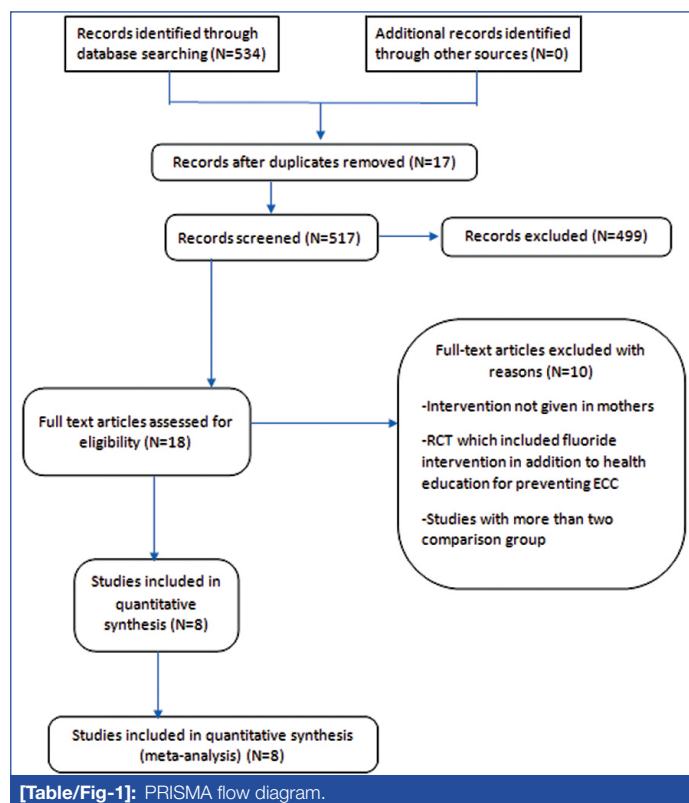 Records identified through
database searching (N=534)
Additional records identified
through other sources (N=0)
Records after duplicates removed (N=17)
Records screened (N=517)
Records excluded (N=499)
Full-text articles excluded with
reasons (N=10)
-Intervention not given in mothers
-RCT which included fluoride
intervention in addition to health
education for preventing ECC
-Studies with more than two
comparison group
Full text articles assessed for
eligibility (N=18)
Studies included in
quantitative
synthesis (N=8)
Studies included in quantitative synthesis
(meta-analysis) (N=8)
[Table/Fig-1]: PRISMA flow diagram.